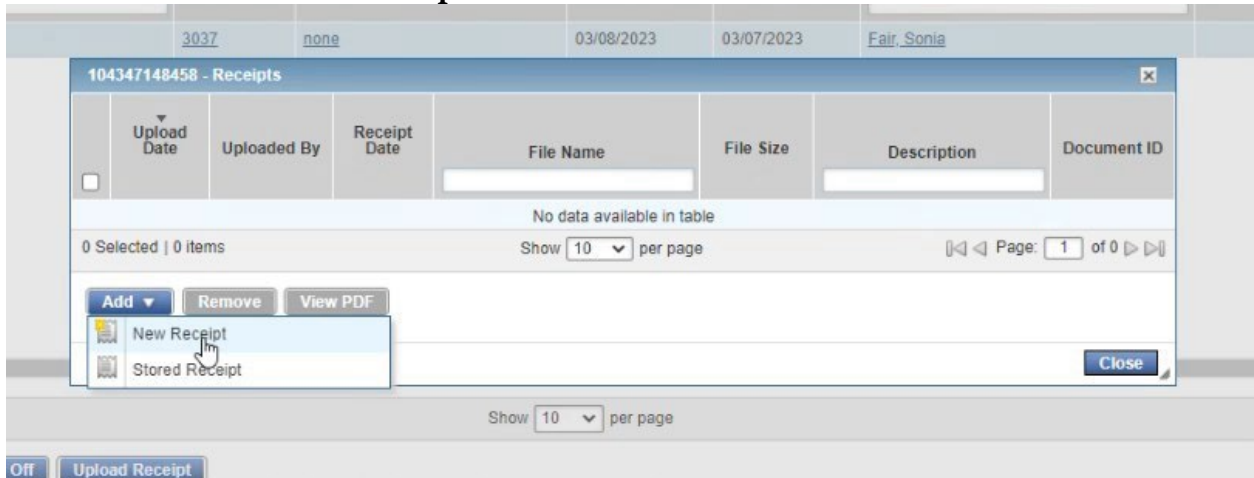 3037 none 03/08/2023 03/07/2023 Fair, Sonia
104347148458 - Receipts
Upload Date Uploaded By Receipt Date File Name File Size Description Document ID
No data available in table
0 Selected | 0 items Show 10 per page Page: 1 of 0
Add Remove View PDF
New Receipt
Stored Receipt
Close
Show 10 per page
Off Upload Receipt